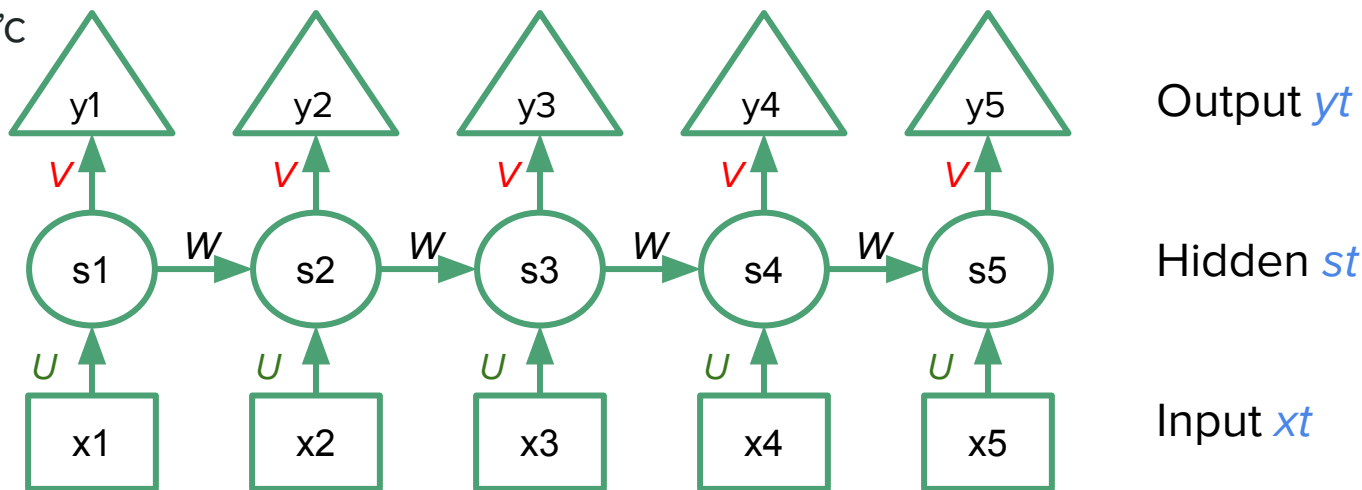 y1 y2 y3 y4 y5 Output yt
V V V V V
W W W W
s1 s2 s3 s4 s5 Hidden st
U U U U U
x1 x2 x3 x4 x5 Input xt